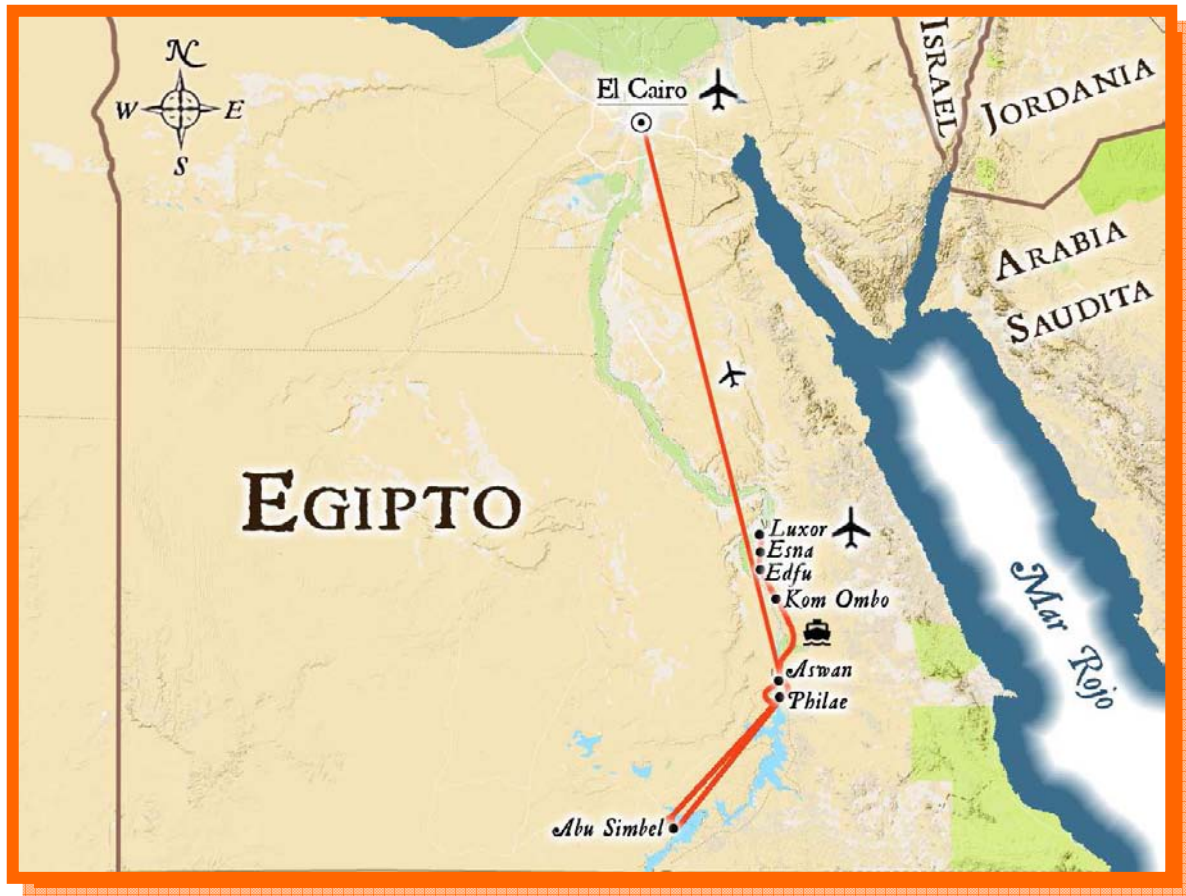 N
W E
S
El Cairo
ISRAEL
JORDANIA
ARABIA
SAUDITA
EGIPTO
Luxor
Esna
Edfu
Kom Ombo
Aswan
Philae
Abu Simbel
Mar Rojo